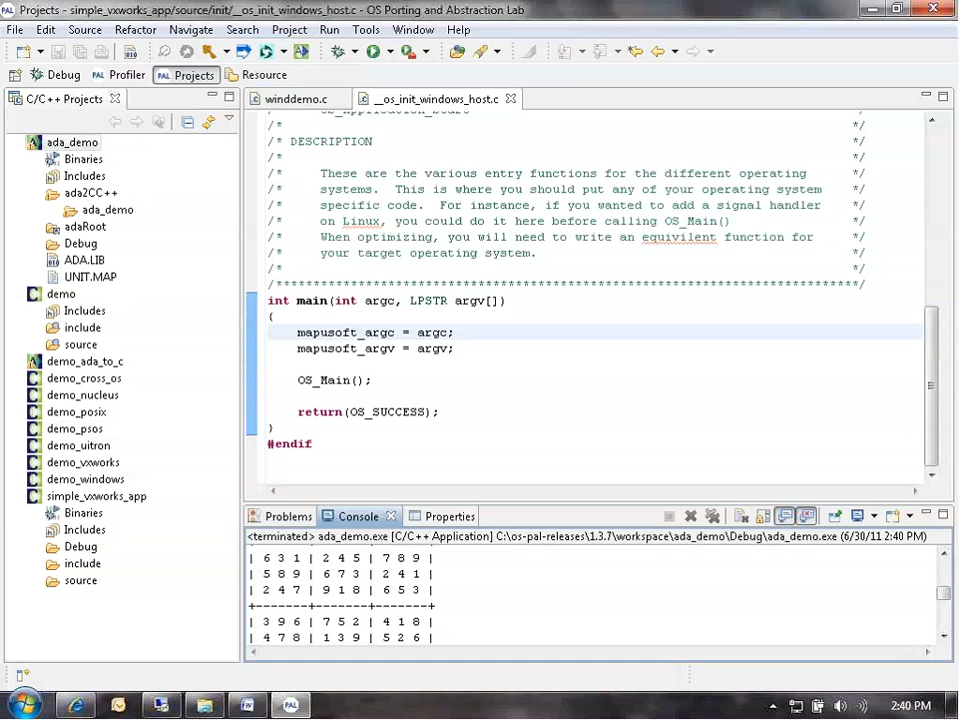 Projects - simple_vxworks_app/source/init/__os_init_windows_host.c - OS Porting and Abstraction Lab
File Edit Source Refactor Navigate Search Project Run Tools Window Help
Debug PAL Profiler PAL Projects Resource
C/C++ Projects
winddemo.c __os_init_windows_host.c
ada_demo
Binaries
Includes
ada2CC++
ada_demo
adaRoot
Debug
ADA.LIB
UNIT.MAP
demo
Includes
include
source
demo_ada_to_c
demo_cross_os
demo_nucleus
demo_posix
demo_psos
demo_uitron
demo_vxworks
demo_windows
simple_vxworks_app
Binaries
Includes
Debug
include
source
/* */
/* DESCRIPTION */
/* */
/* These are the various entry functions for the different operating */
/* systems. This is where you should put any of your operating system */
/* specific code. For instance, if you wanted to add a signal handler */
/* on Linux, you could do it here before calling OS_Main() */
/* When optimizing, you will need to write an equivilent function for */
/* your target operating system. */
/* */
int main(int argc, LPSTR argv[])
{
mapusoft_argc = argc;
mapusoft_argv = argv;
OS_Main();
return(OS_SUCCESS);
}
#endif
Problems Console Properties
<terminated> ada_demo.exe [C/C++ Application] C:\os-pal-releases\1.3.7\workspace\ada_demo\Debug\ada_demo.exe (6/30/11 2:40 PM)
| 6 3 1 | 2 4 5 | 7 8 9 |
| 5 8 9 | 6 7 3 | 2 4 1 |
| 2 4 7 | 9 1 8 | 6 5 3 |
+-------+-------+-------+
| 3 9 6 | 7 5 2 | 4 1 8 |
| 4 7 8 | 1 3 9 | 5 2 6 |
PAL
2:40 PM